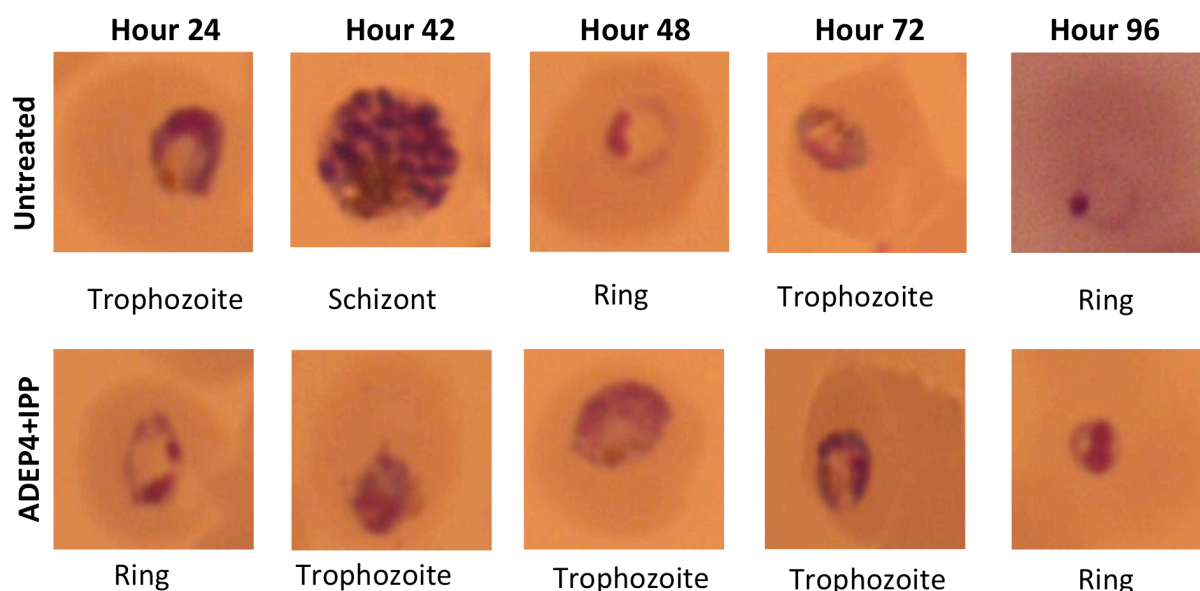 Hour 24 Hour 42 Hour 48 Hour 72 Hour 96
Untreated
Trophozoite Schizont Ring Trophozoite Ring
ADEP4+IPP
Ring Trophozoite Trophozoite Trophozoite Ring